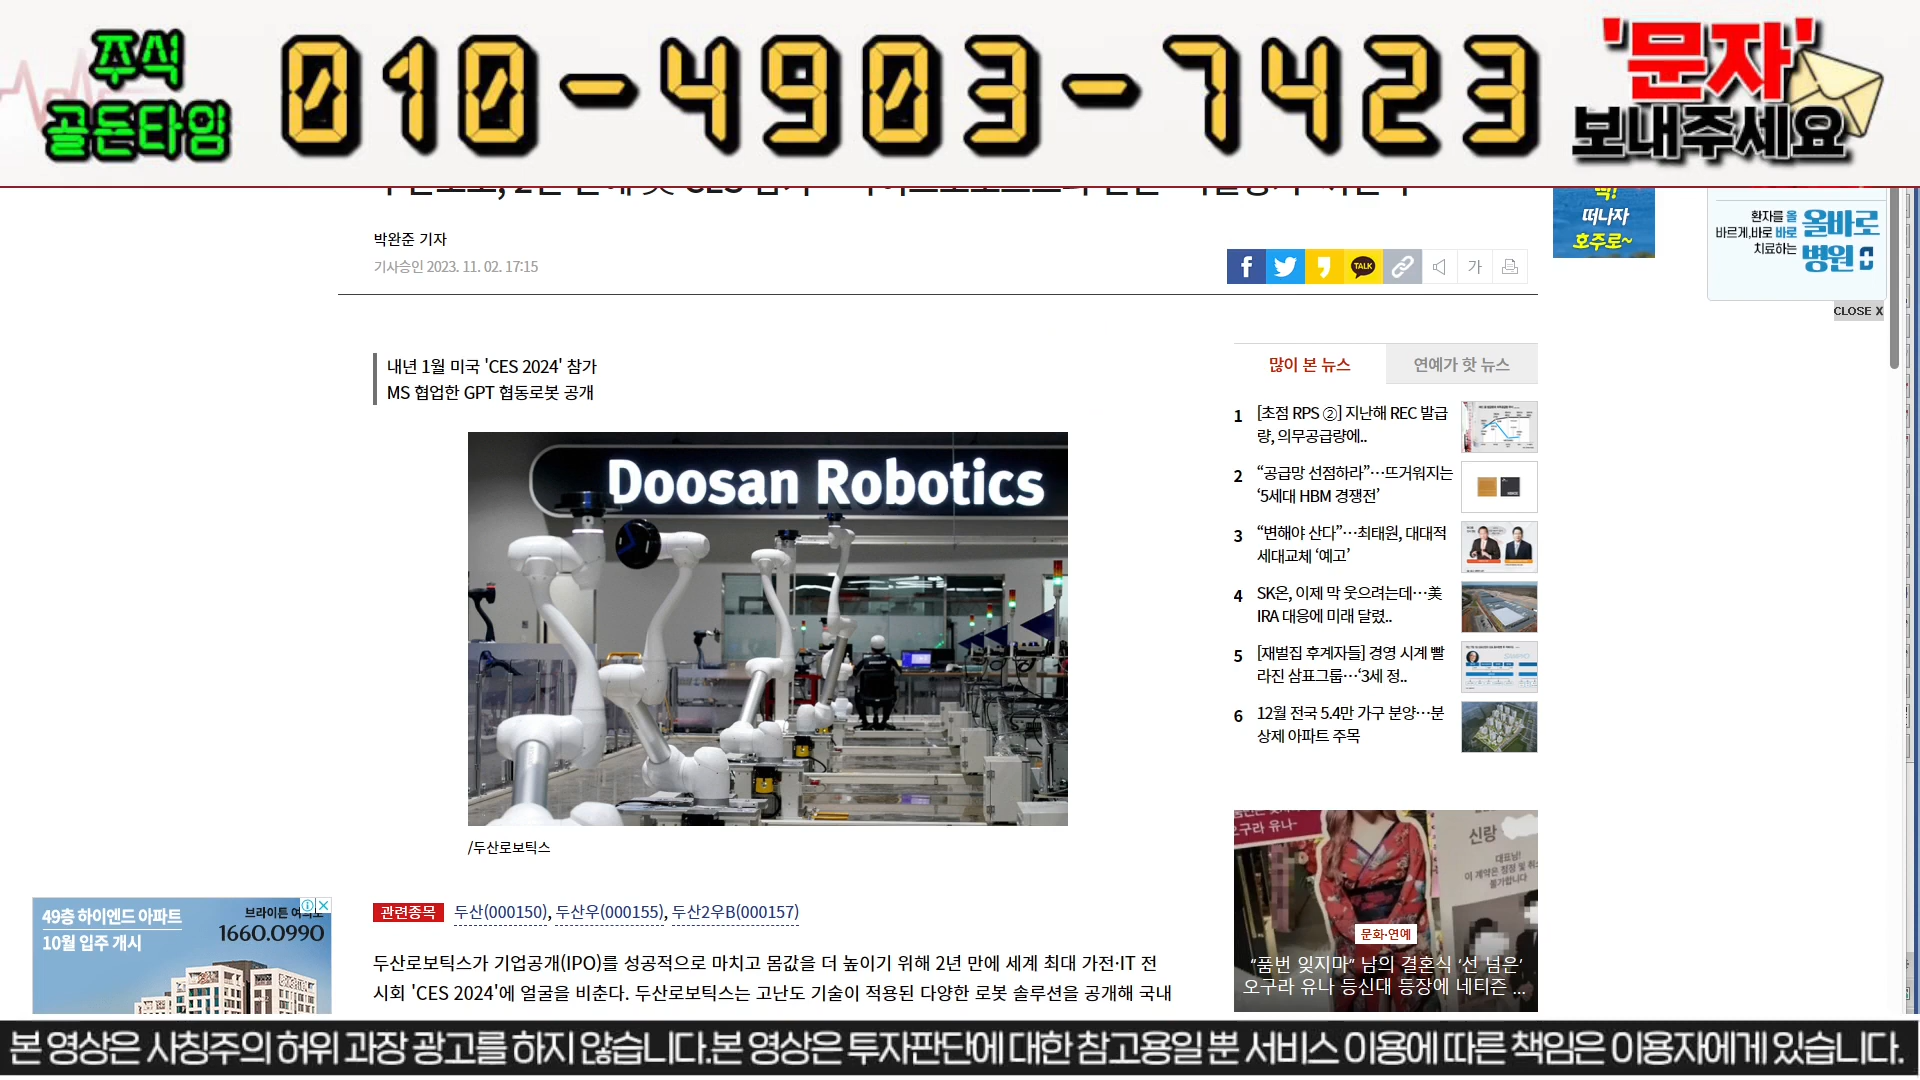 주식
골든타임
010-4903-7423
'문자'
보내주세요
박완준 기자
기사승인 2023. 11. 02. 17:15
TALK
가
떠나자
호주로~
환자를 올
바르게,바로 바로
치료하는
올바로
병원
CLOSE X
내년 1월 미국 'CES 2024' 참가
MS 협업한 GPT 협동로봇 공개
Doosan Robotics
/두산로보틱스
관련종목 두산(000150), 두산우(000155), 두산2우B(000157)
두산로보틱스가 기업공개(IPO)를 성공적으로 마치고 몸값을 더 높이기 위해 2년 만에 세계 최대 가전·IT 전
시회 'CES 2024'에 얼굴을 비춘다. 두산로보틱스는 고난도 기술이 적용된 다양한 로봇 솔루션을 공개해 국내
많이 본 뉴스
연예가 핫 뉴스
1 [초점 RPS ②] 지난해 REC 발급
량, 의무공급량에..
2 “공급망 선점하라”…뜨거워지는
‘5세대 HBM 경쟁전’
3 “변해야 산다”…최태원, 대대적
세대교체 ‘예고’
4 SK온, 이제 막 웃으려는데…美
IRA 대응에 미래 달렸..
5 [재벌집 후계자들] 경영 시계 빨
라진 삼표그룹…‘3세 정..
6 12월 전국 5.4만 가구 분양…분
상제 아파트 주목
오구라 유나-
신랑
대표님!
문화·연예
“품번 잊지마” 남의 결혼식 ‘선 넘은’
오구라 유나 등신대 등장에 네티즌 ...
49층 하이엔드 아파트
10월 입주 개시
브라이튼
1660.0990
본 영상은 사칭주의 허위 과장 광고를 하지 않습니다.본 영상은 투자판단에 대한 참고용일 뿐 서비스 이용에 따른 책임은 이용자에게 있습니다.